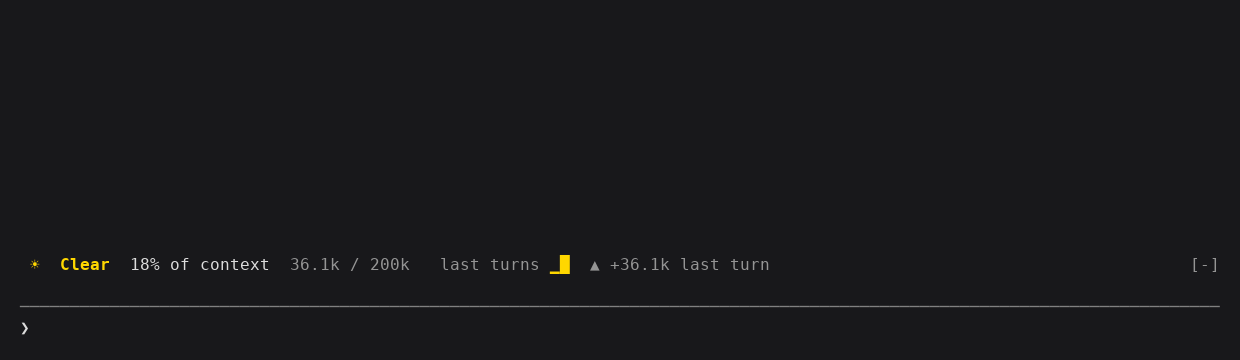 ☀ Clear 18% of context 36.1k / 200k last turns ▁█ ▲ +36.1k last turn [-]
❯